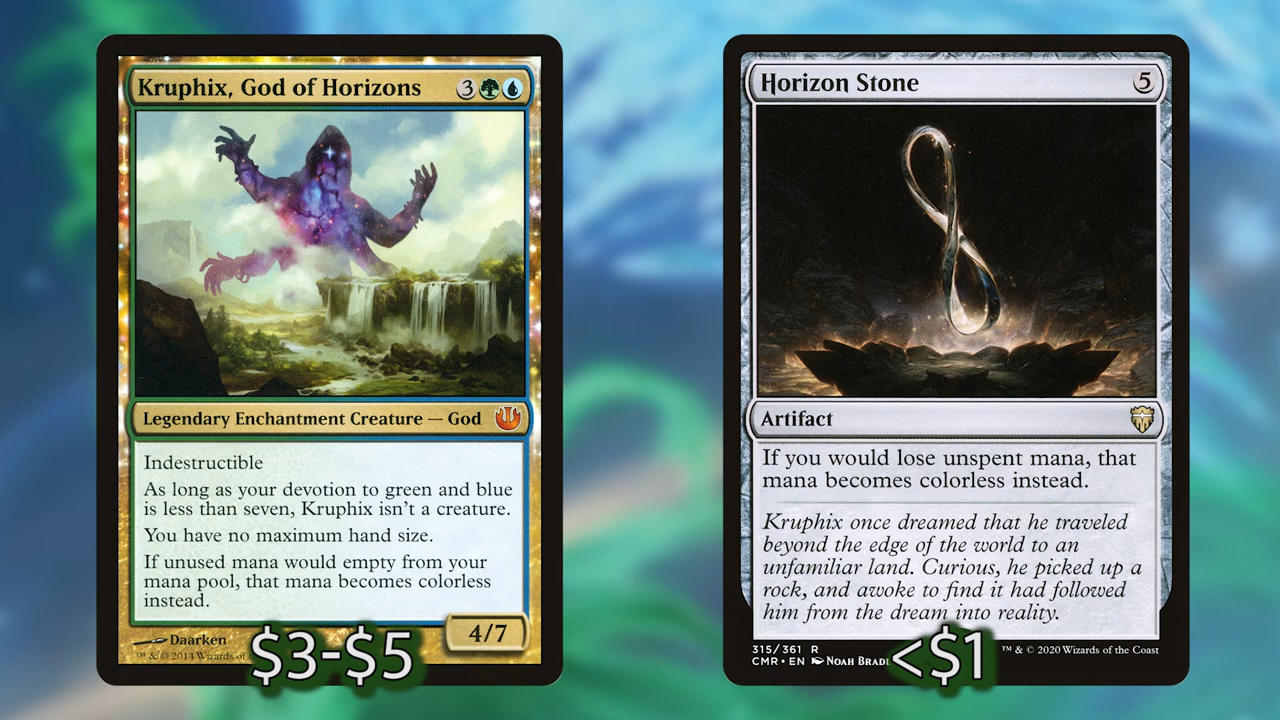 Kruphix, God of Horizons 3
Legendary Enchantment Creature — God
Indestructible
As long as your devotion to green and blue
is less than seven, Kruphix isn't a creature.
You have no maximum hand size.
If unused mana would empty from your
mana pool, that mana becomes colorless
instead.
4/7
Daarken
™ & © 2014 Wizards of
$3-$5
Horizon Stone 5
Artifact
If you would lose unspent mana, that
mana becomes colorless instead.
Kruphix once dreamed that he traveled
beyond the edge of the world to an
unfamiliar land. Curious, he picked up a
rock, and awoke to find it had followed
him from the dream into reality.
315/361 R
CMR • EN Noah Brad
™ & © 2020 Wizards of the Coast
<$1